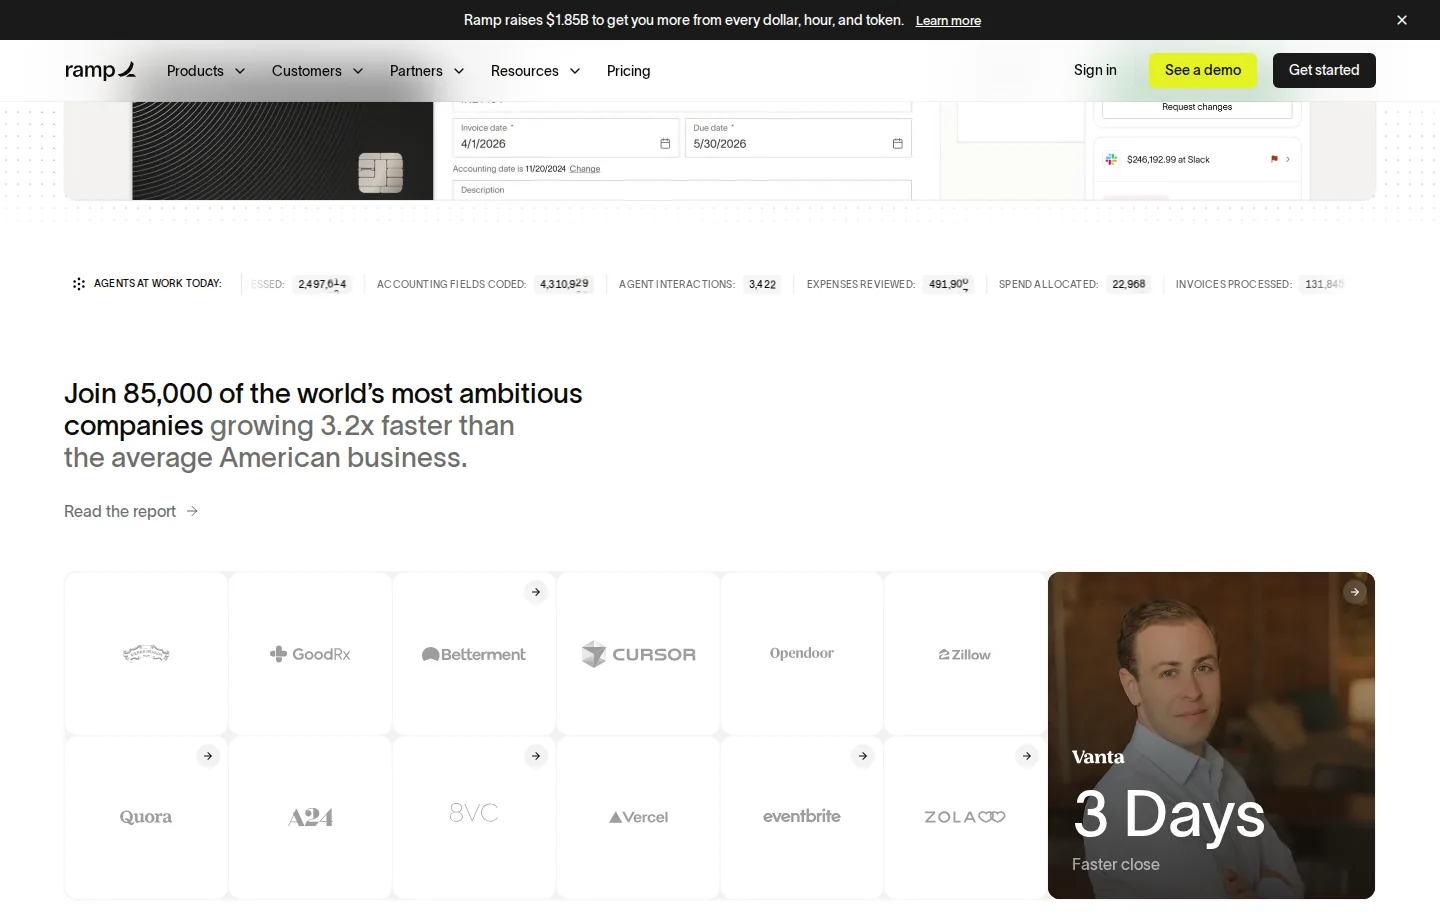 Ramp raises $1.85B to get you more from every dollar, hour, and token. Learn more
ramp Products Customers Partners Resources Pricing Sign in See a demo Get started
Request changes
Invoice date *
4/1/2026
Due date *
5/30/2026
$246,192.99 at Slack
Accounting date is 11/20/2024 Change
Description
AGENTS AT WORK TODAY: ESSED: ACCOUNTING FIELDS CODED: AGENT INTERACTIONS: 3,422 EXPENSES REVIEWED: SPEND ALLOCATED: 22,968 INVOICES PROCESSED:
Join 85,000 of the world’s most ambitious
companies growing 3.2x faster than
the average American business.
Read the report
GoodRx
Betterment
CURSOR
Opendoor
Zillow
Quora
A24
8VC
Vercel
eventbrite
ZOLA
Vanta
3 Days
Faster close